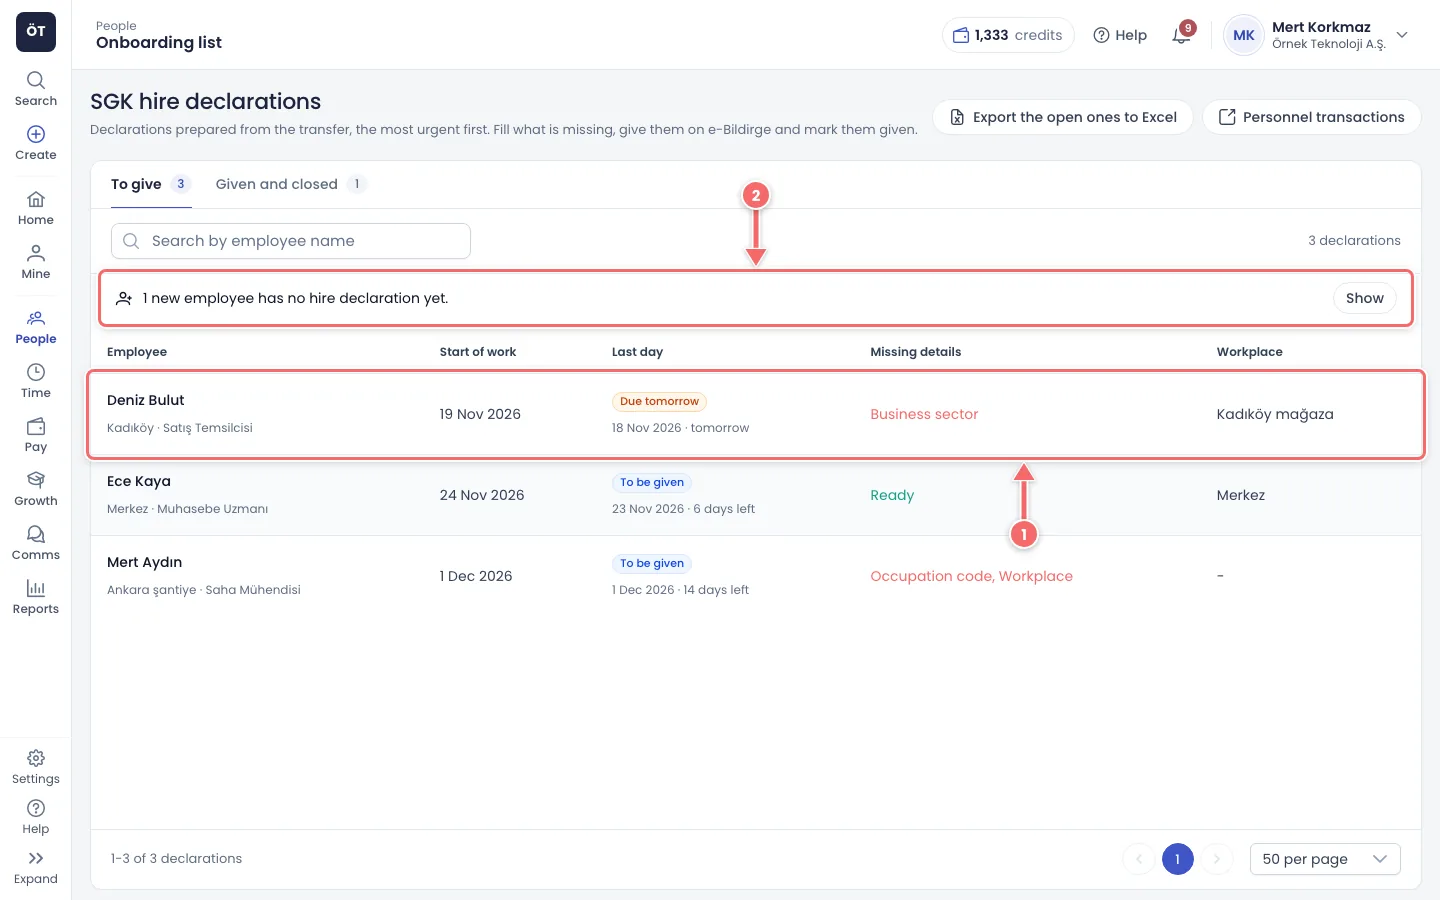 ÖT
Search
Create
Home
Mine
People
Time
Pay
Growth
Comms
Reports
Settings
Help
Expand
People
Onboarding list
1,333 credits
Help
9
MK
Mert Korkmaz
Örnek Teknoloji A.Ş.
SGK hire declarations
Declarations prepared from the transfer, the most urgent first. Fill what is missing, give them on e-Bildirge and mark them given.
Export the open ones to Excel
Personnel transactions
To give 3
Given and closed 1
2
Search by employee name
3 declarations
1 new employee has no hire declaration yet.
Show
Employee Start of work Last day Missing details Workplace
Deniz Bulut
Kadıköy · Satış Temsilcisi
19 Nov 2026
Due tomorrow
18 Nov 2026 · tomorrow
Business sector
Kadıköy mağaza
Ece Kaya
Merkez · Muhasebe Uzmanı
24 Nov 2026
To be given
23 Nov 2026 · 6 days left
Ready
Merkez
1
Mert Aydın
Ankara şantiye · Saha Mühendisi
1 Dec 2026
To be given
1 Dec 2026 · 14 days left
Occupation code, Workplace
-
1-3 of 3 declarations
1
50 per page